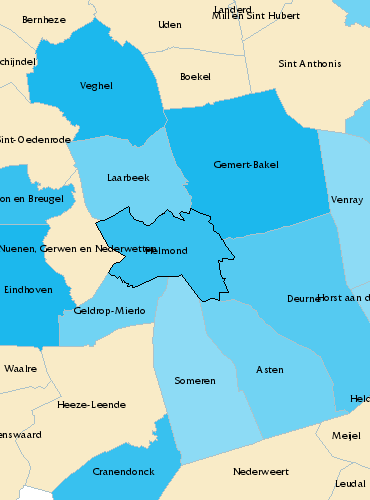 Landerd
Mill en Sint Hubert
Bernheze
Uden
chijndel
Sint Anthonis
Boekel
Veghel
Sint-Oedenrode
Gemert-Bakel
Laarbeek
on en Breugel
Venray
Nuenen, Gerwen en Nederwetten
Helmond
Eindhoven
Deurne
Horst aan d
Geldrop-Mierlo
Waalre
Asten
Someren
Held
Heeze-Leende
enswaard
Meijel
Cranendonck
Nederweert
Leudal